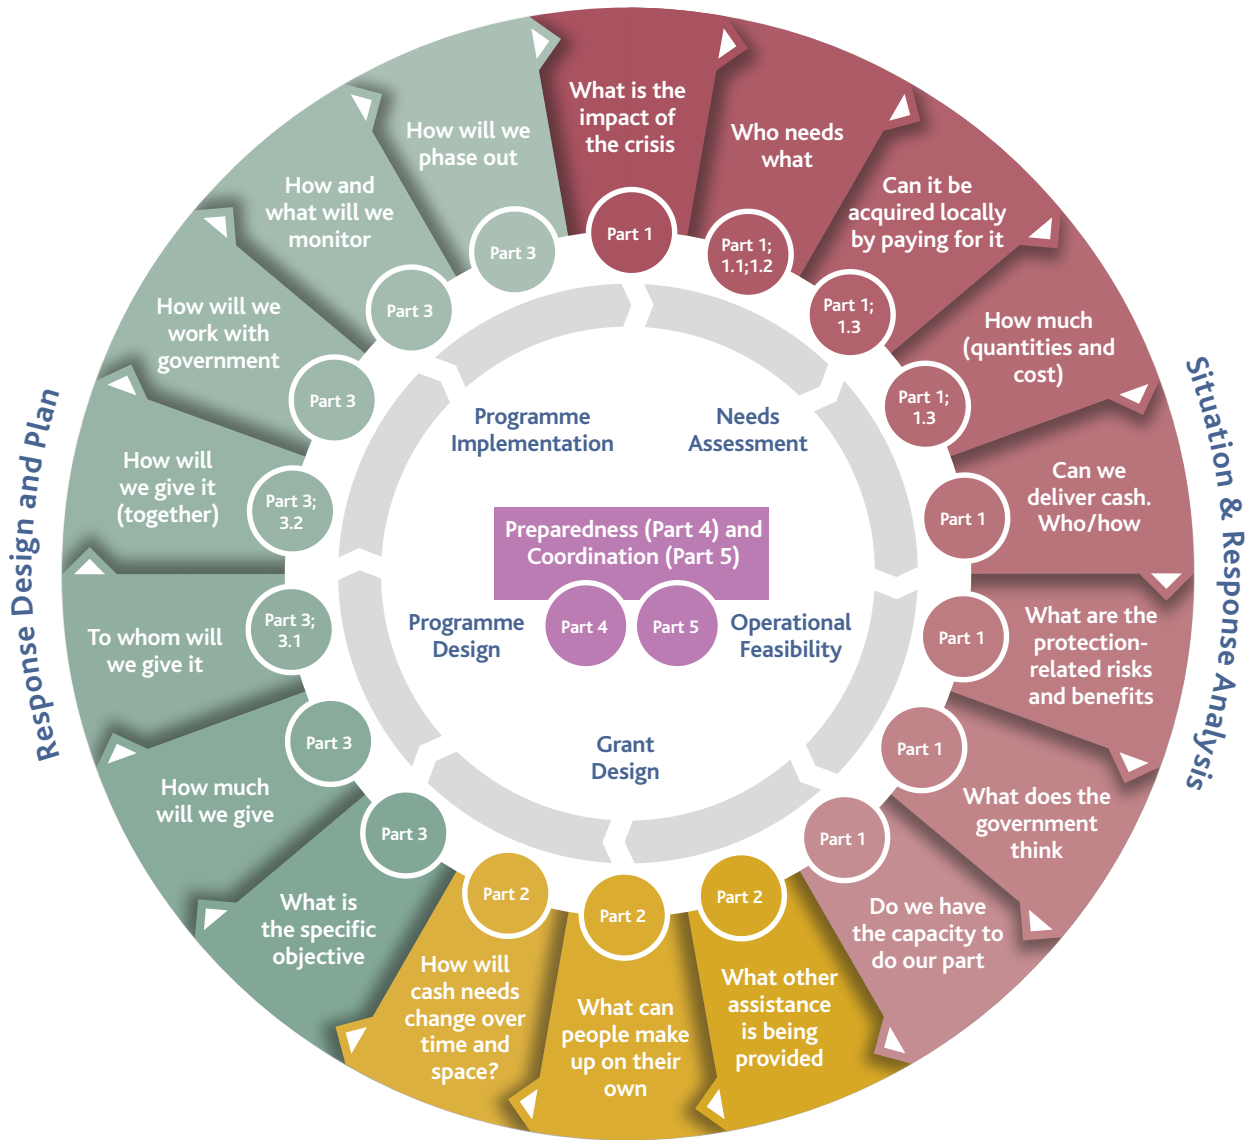 What is the
impact of
the crisis
Part 1
Who needs
what
Part 1;
1.1;1.2
Can it be
acquired locally
by paying for it
Part 1;
1.3
How much
(quantities and
cost)
Part 1;
1.3
Can we
deliver cash.
Who/how
Part 1
What are the
protection-
related risks
and benefits
Part 1
What does the
government
think
Part 1
Do we have
the capacity to
do our part
Part 1
What other
assistance
is being
provided
Part 2
What can
people make
up on their
own
Part 2
How will
cash needs
change over
time and
space?
Part 2
What is
the specific
objective
Part 3
How much
will we give
Part 3
To whom will
we give it
Part 3;
3.1
How will
we give it
(together)
Part 3;
3.2
How will we
work with
government
Part 3
How and
what will we
monitor
Part 3
How will we
phase out
Part 3
Situation & Response Analysis
Response Design and Plan
Needs
Assessment
Operational
Feasibility
Grant
Design
Programme
Design
Programme
Implementation
Preparedness (Part 4) and
Coordination (Part 5)
Part 4
Part 5